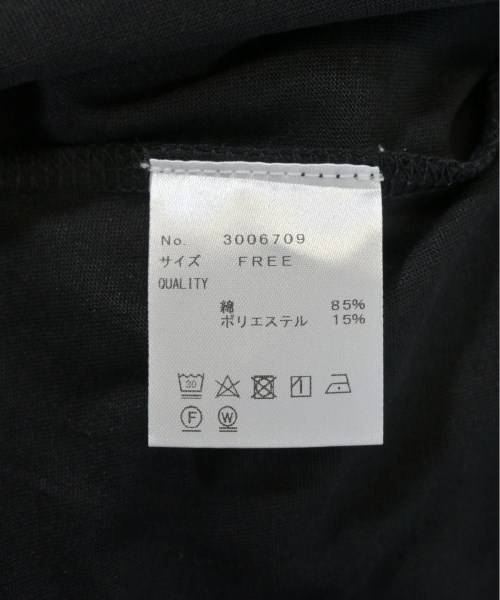 No. 3006709
サイズ FREE
QUALITY
綿 85%
ポリエステル 15%
30
F W